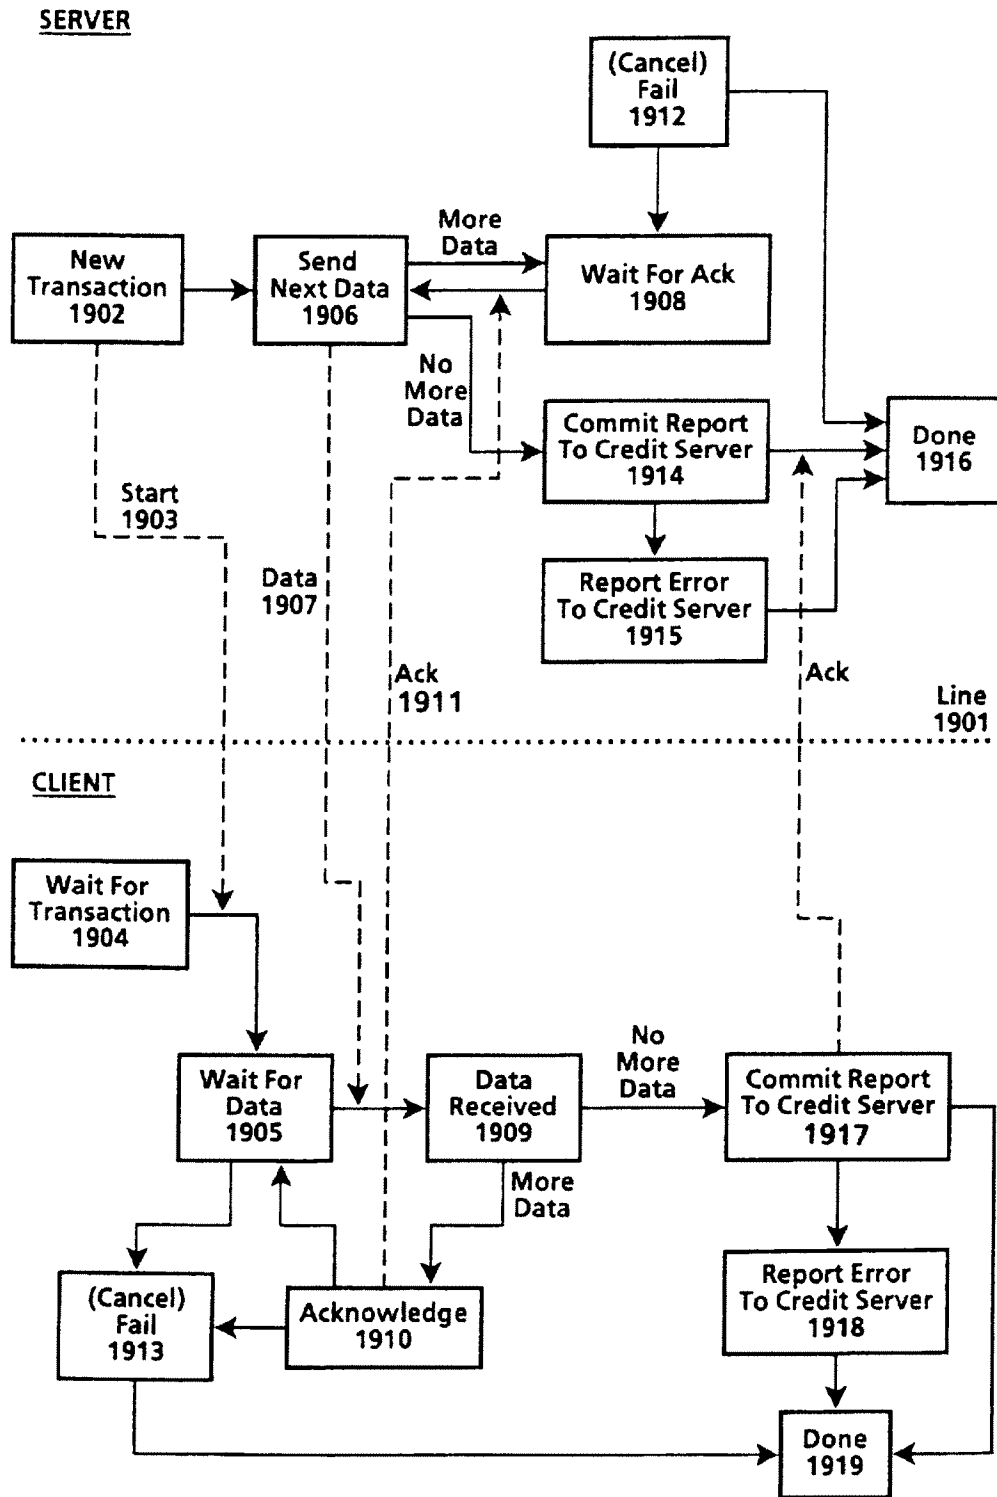 SERVER
(Cancel)
Fail
1912
New
Transaction
1902
Send
Next Data
1906
More
Data
Wait For Ack
1908
No
More
Data
Commit Report
To Credit Server
1914
Done
1916
Start
1903
Data
1907
Report Error
To Credit Server
1915
Ack
1911
Ack
Line
1901
CLIENT
Wait For
Transaction
1904
Wait For
Data
1905
Data
Received
1909
No
More
Data
Commit Report
To Credit Server
1917
More
Data
(Cancel)
Fail
1913
Acknowledge
1910
Report Error
To Credit Server
1918
Done
1919